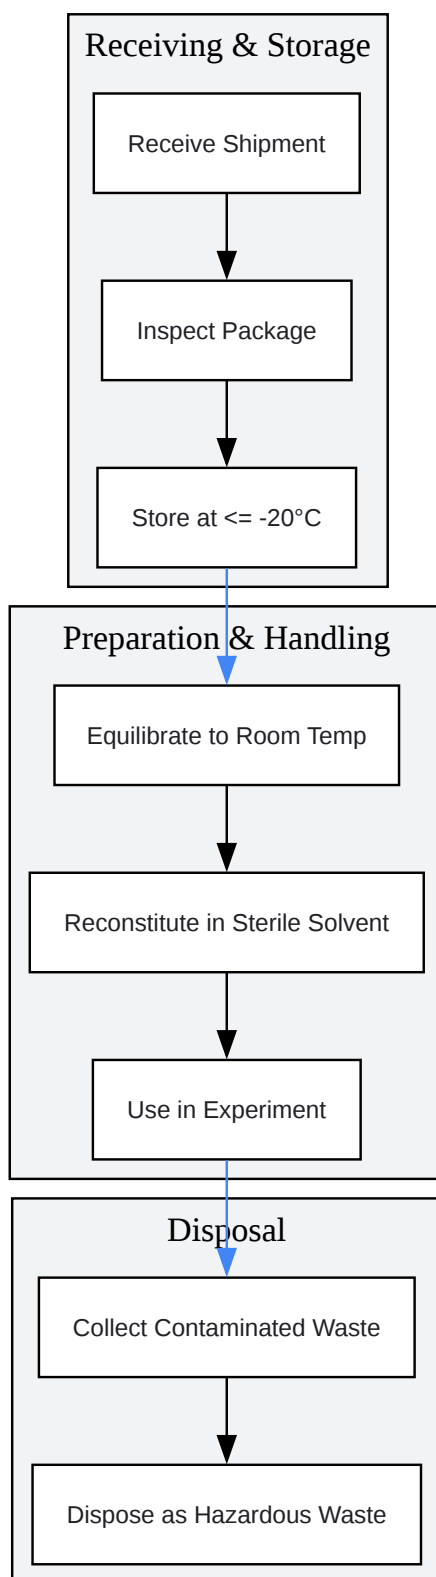 Receiving & Storage
Receive Shipment
Inspect Package
Store at <= -20°C
Preparation & Handling
Equilibrate to Room Temp
Reconstitute in Sterile Solvent
Use in Experiment
Disposal
Collect Contaminated Waste
Dispose as Hazardous Waste